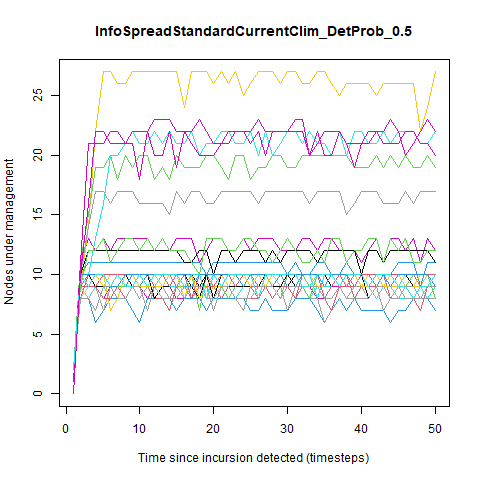 InfoSpreadStandardCurrentClim_DetProb_0.5
Nodes under management
25
20
15
10
5
0
0 10 20 30 40 50
Time since incursion detected (timesteps)